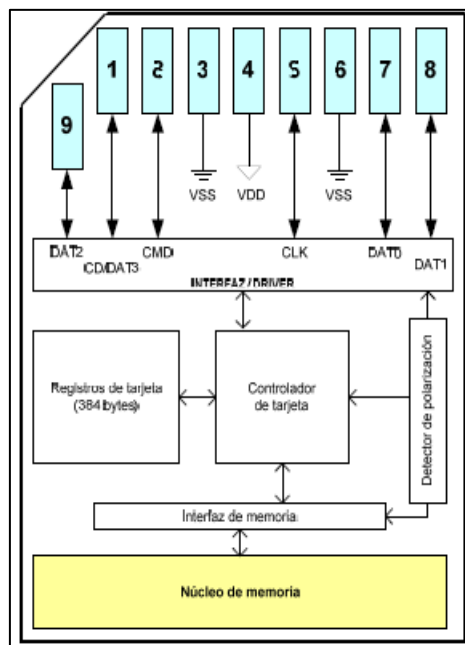 1 2 3 4 5 6 7 8
9
VSS VDD VSS
DAT2 CD/DAT3 CMD CLK DAT0 DAT1
INTERFAZ / DRIVER
Registros de tarjeta
(384 bytes)
Controlador
de tarjeta
Detector de polarización
Interfaz de memoria
Núcleo de memoria